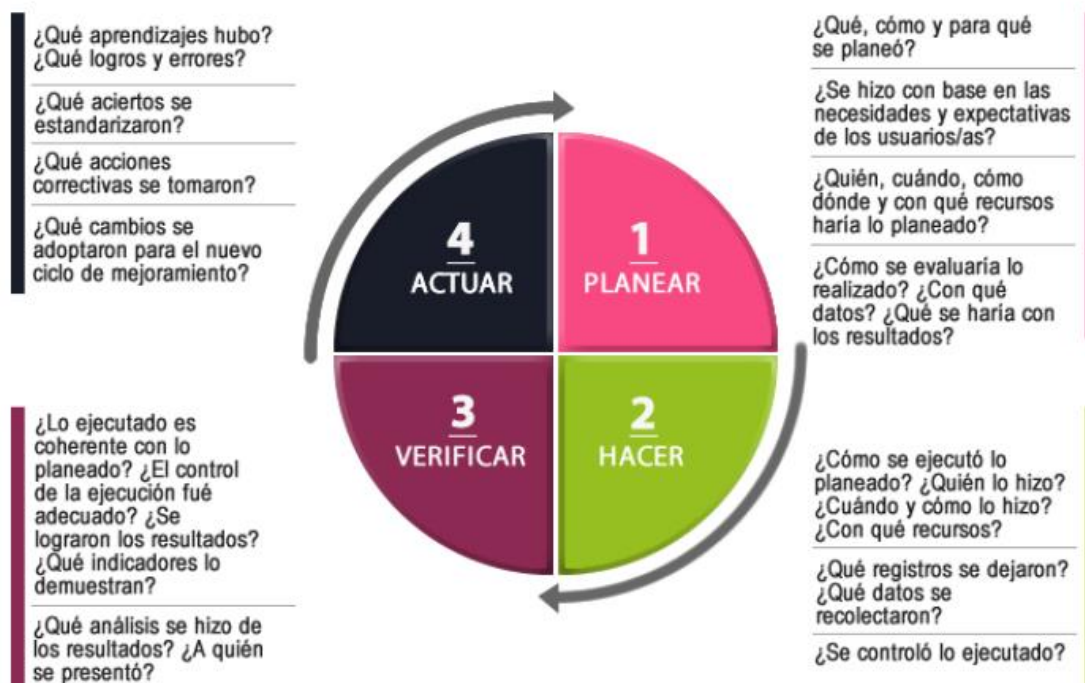 ¿Qué aprendizajes hubo?
¿Qué logros y errores?
¿Qué aciertos se
estandarizaron?
¿Qué acciones
correctivas se tomaron?
¿Qué cambios se
adoptaron para el nuevo
ciclo de mejoramiento?
¿Qué, cómo y para qué
se planeó?
¿Se hizo con base en las
necesidades y expectativas
de los usuarios/as?
¿Quién, cuándo, cómo
dónde y con qué recursos
haría lo planeado?
¿Cómo se evaluaría lo
realizado? ¿Con qué
datos? ¿Qué se haría con
los resultados?
4
ACTUAR
1
PLANEAR
3
VERIFICAR
2
HACER
¿Lo ejecutado es
coherente con lo
planeado? ¿El control
de la ejecución fué
adecuado? ¿Se
lograron los resultados?
¿Qué indicadores lo
demuestran?
¿Qué análisis se hizo de
los resultados? ¿A quién
se presentó?
¿Cómo se ejecutó lo
planeado? ¿Quién lo hizo?
¿Cuándo y cómo lo hizo?
¿Con qué recursos?
¿Qué registros se dejaron?
¿Qué datos se
recolectaron?
¿Se controló lo ejecutado?